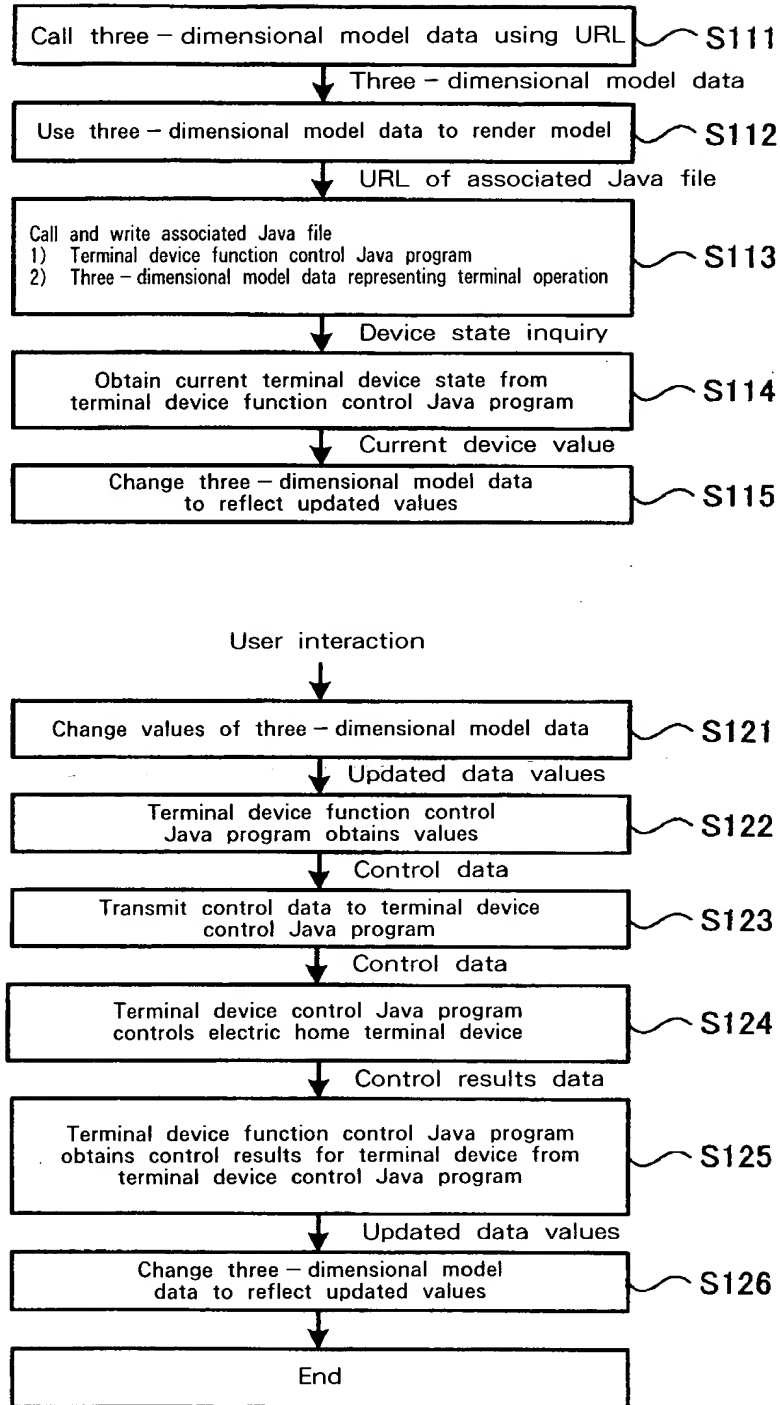 Call three-dimensional model data using URL
S111
Three-dimensional model data
Use three-dimensional model data to render model
S112
URL of associated Java file
Call and write associated Java file
1) Terminal device function control Java program
2) Three-dimensional model data representing terminal operation
S113
Device state inquiry
Obtain current terminal device state from
terminal device function control Java program
S114
Current device value
Change three-dimensional model data
to reflect updated values
S115
User interaction
Change values of three-dimensional model data
S121
Updated data values
Terminal device function control
Java program obtains values
S122
Control data
Transmit control data to terminal device
control Java program
S123
Control data
Terminal device control Java program
controls electric home terminal device
S124
Control results data
Terminal device function control Java program
obtains control results for terminal device from
terminal device control Java program
S125
Updated data values
Change three-dimensional model
data to reflect updated values
S126
End